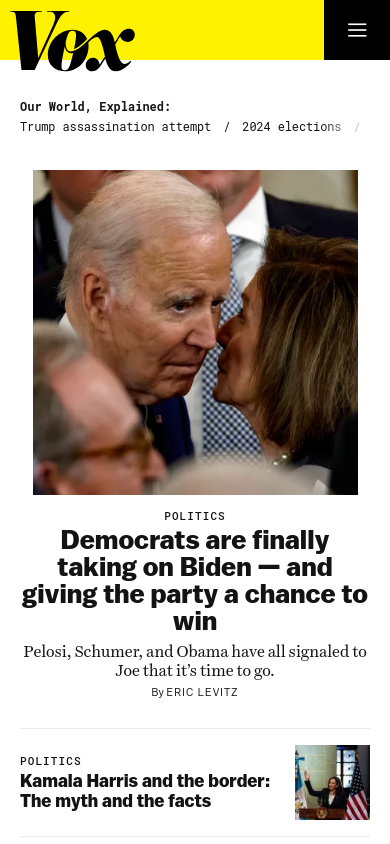 Vox
Our World, Explained:
Trump assassination attempt / 2024 elections /
POLITICS
Democrats are finally
taking on Biden — and
giving the party a chance to
win
Pelosi, Schumer, and Obama have all signaled to
Joe that it’s time to go.
By ERIC LEVITZ
POLITICS
Kamala Harris and the border:
The myth and the facts